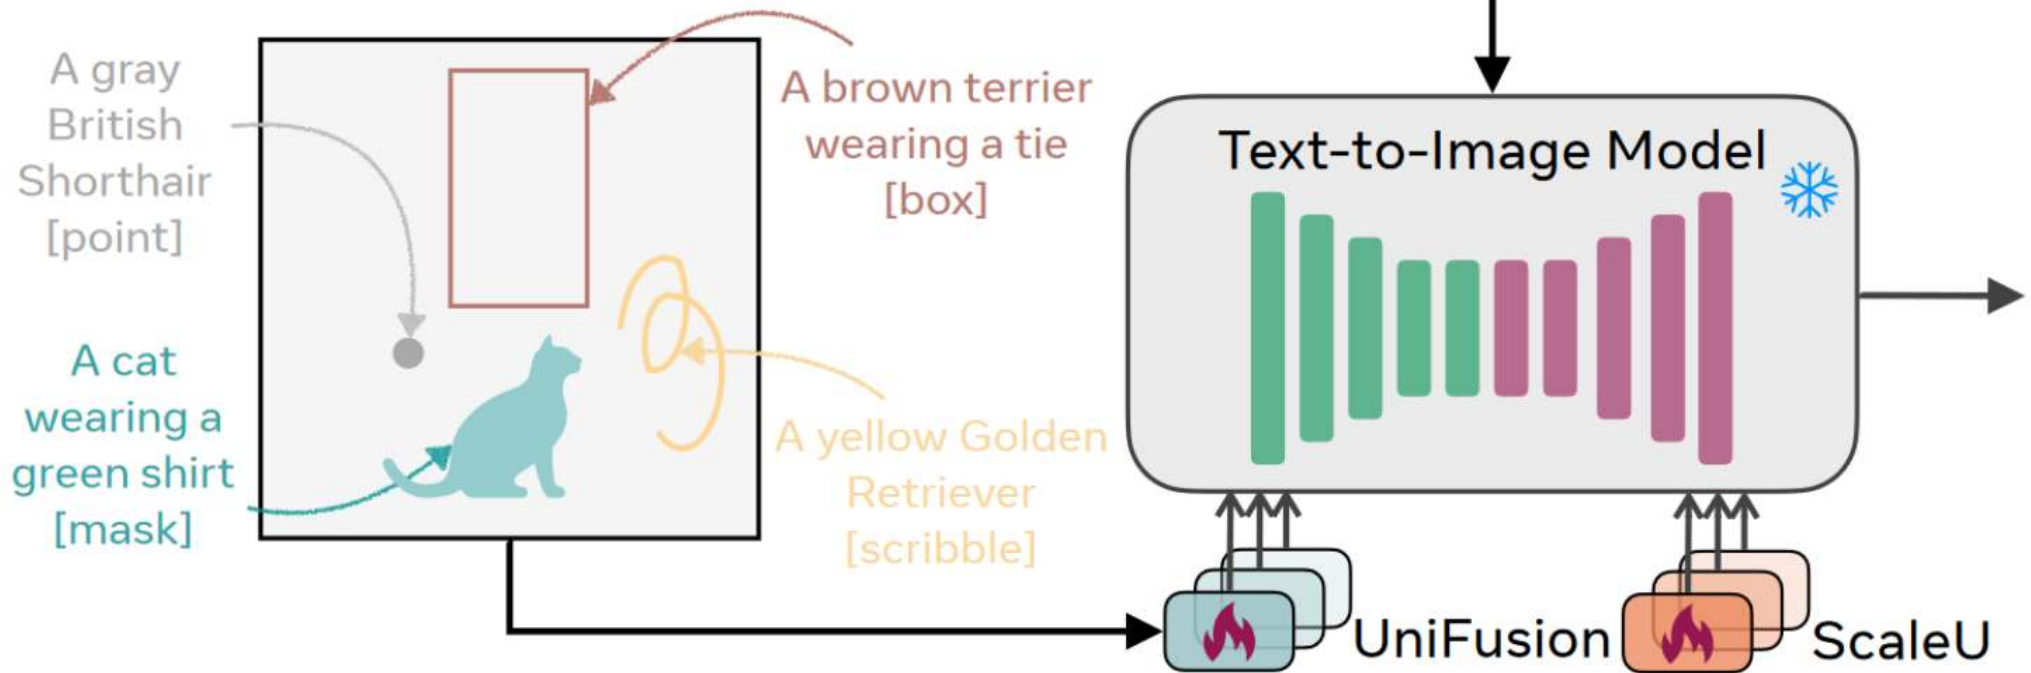 A gray
British
Shorthair
[point]
A cat
wearing a
green shirt
[mask]
A brown terrier
wearing a tie
[box]
A yellow Golden
Retriever
[scribble]
Text-to-Image Model
UniFusion
ScaleU